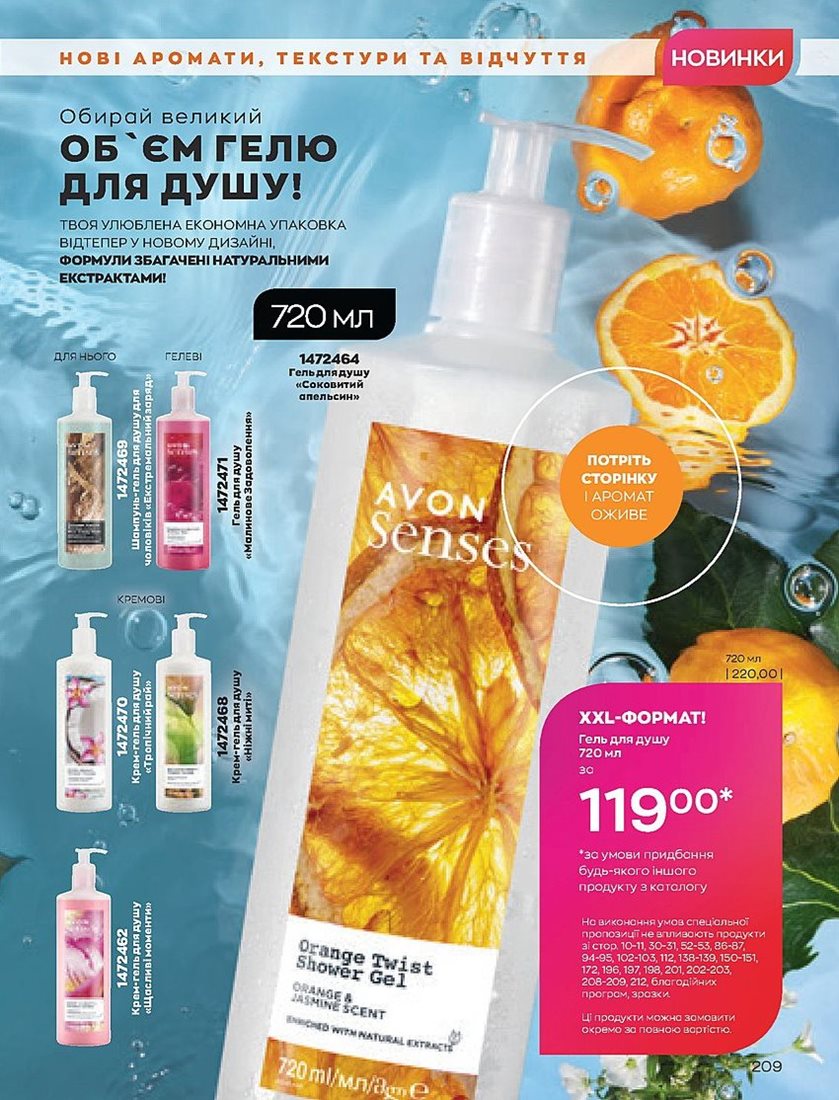 НОВІ АРОМАТИ, ТЕКСТУРИ ТА ВІДЧУТТЯ
НОВИНКИ
Обирай великий
ОБ`ЄМ ГЕЛЮ
ДЛЯ ДУШУ!
ТВОЯ УЛЮБЛЕНА ЕКОНОМНА УПАКОВКА
ВІДТЕПЕР У НОВОМУ ДИЗАЙНІ,
ФОРМУЛИ ЗБАГАЧЕНІ НАТУРАЛЬНИМИ
ЕКСТРАКТАМИ!
720 МЛ
1472464
Гель для душу
«Соковитий
апельсин»
ДЛЯ НЬОГО
ГЕЛЕВІ
1472469
Шампунь-гель для душу для
чоловіків «Екстремальний заряд»
1472471
Гель для душу
«Малинове Задоволення»
ПОТРІТЬ
СТОРІНКУ
І АРОМАТ
ОЖИВЕ
AVON
senses
КРЕМОВІ
1472470
Крем-гель для душу
«Тропічний рай»
1472468
Крем-гель для душу
«Ніжні миті»
1472462
Крем-гель для душу
«Щасливі моменти»
Orange Twist
Shower Gel
ORANGE &
JASMINE SCENT
ENRICHED WITH NATURAL EXTRACTS
720 ml/мл/მლ e
720 мл
| 220,00 |
XXL-ФОРМАТ!
Гель для душу
720 мл
за
11900*
*за умови придбання
будь-якого іншого
продукту з каталогу
На виконання умов спеціальної
пропозиції не впливають продукти
зі стор. 10-11, 30-31, 52-53, 86-87,
94-95, 102-103, 112, 138-139, 150-151,
172, 196, 197, 198, 201, 202-203,
208-209, 212, благодійних
програм, зразки.
Ці продукти можна замовити
окремо за повною вартістю.
209